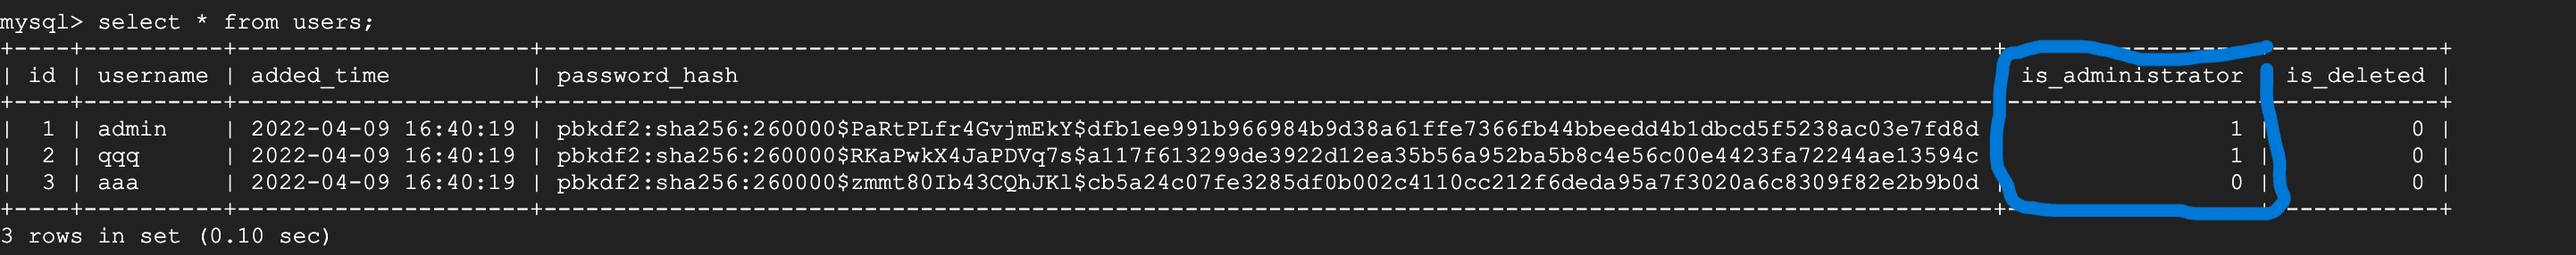 mysql> select * from users;
+----+----------+---------------------+----------------------------------------------------------------------------------------------------+------------------+------------+
| id | username | added_time          | password_hash                                                                                          | is_administrator | is_deleted |
+----+----------+---------------------+----------------------------------------------------------------------------------------------------+------------------+------------+
|  1 | admin    | 2022-04-09 16:40:19 | pbkdf2:sha256:260000$PaRtPLfr4GvjmEkY$dfb1ee991b966984b9d38a61ffe7366fb44bbeedd4b1dbcd5f5238ac03e7fd8d |                1 |          0 |
|  2 | qqq      | 2022-04-09 16:40:19 | pbkdf2:sha256:260000$RKaPwkX4JaPDVq7s$a117f613299de3922d12ea35b56a952ba5b8c4e56c00e4423fa72244ae13594c |                1 |          0 |
|  3 | aaa      | 2022-04-09 16:40:19 | pbkdf2:sha256:260000$zmmt80Ib43CQhJKl$cb5a24c07fe3285df0b002c4110cc212f6deda95a7f3020a6c8309f82e2b9b0d |                0 |          0 |
+----+----------+---------------------+----------------------------------------------------------------------------------------------------+------------------+------------+
3 rows in set (0.10 sec)